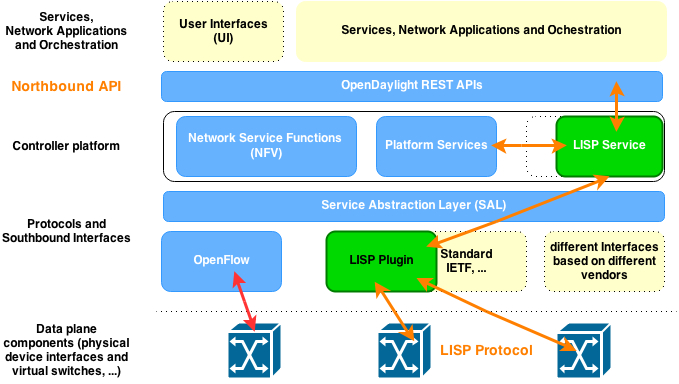 Services,
Network Applications
and Orchestration
User Interfaces
(UI)
Services, Network Applications and Ochestration
Northbound API
OpenDaylight REST APIs
Controller platform
Network Service Functions
(NFV)
Platform Services
LISP Service
Service Abstraction Layer (SAL)
Protocols and
Southbound Interfaces
OpenFlow
LISP Plugin
Standard
IETF, ...
different Interfaces
based on different
vendors
Data plane
components (physical
device interfaces and
virtual switches, ...)
LISP Protocol